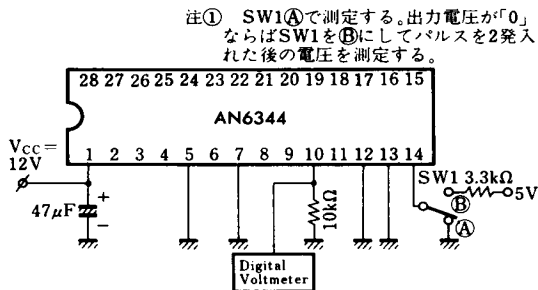 注① SW1Ⓐで測定する。出力電圧が「0」
ならばSW1をⒷにしてパルスを2発入
れた後の電圧を測定する。
28 27 26 25 24 23 22 21 20 19 18 17 16 15
AN6344
1 2 3 4 5 6 7 8 9 10 11 12 13 14
VCC=
12V
47μF
+
−
10kΩ
SW1 3.3kΩ
5V
Ⓑ
Ⓐ
Digital
Voltmeter